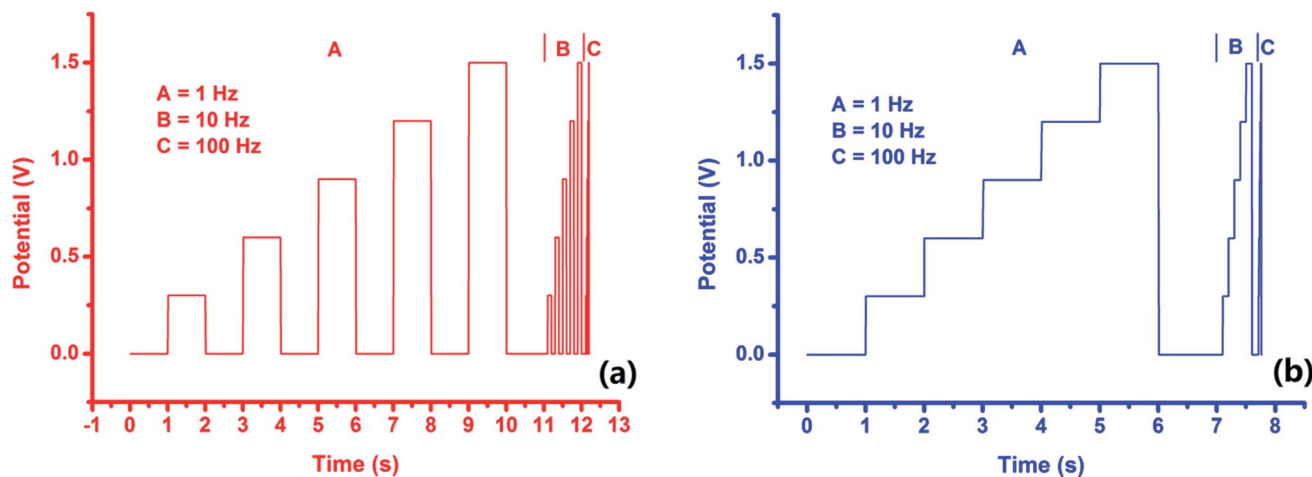 A | B | C
1.5
A = 1 Hz
B = 10 Hz
C = 100 Hz
1.0
Potential (V)
0.5
0.0
(a)
-1 0 1 2 3 4 5 6 7 8 9 10 11 12 13
Time (s)
A | B | C
1.5
A = 1 Hz
B = 10 Hz
C = 100 Hz
1.0
Potential (V)
0.5
0.0
(b)
0 1 2 3 4 5 6 7 8
Time (s)